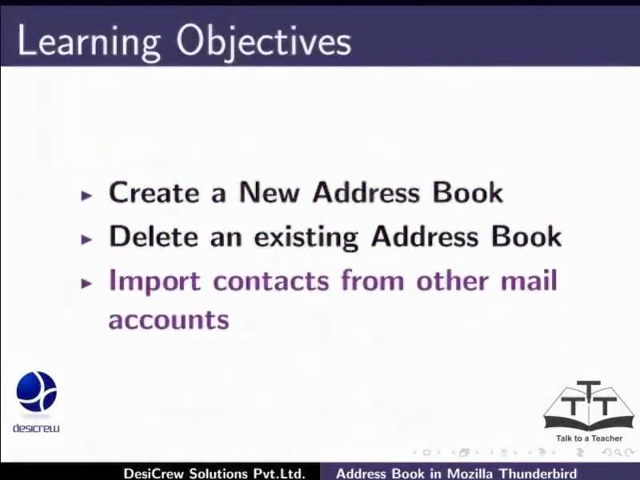 Learning Objectives
Create a New Address Book
Delete an existing Address Book
Import contacts from other mail
accounts
desicrew
T
T T
Talk to a Teacher
DesiCrew Solutions Pvt.Ltd. Address Book in Mozilla Thunderbird